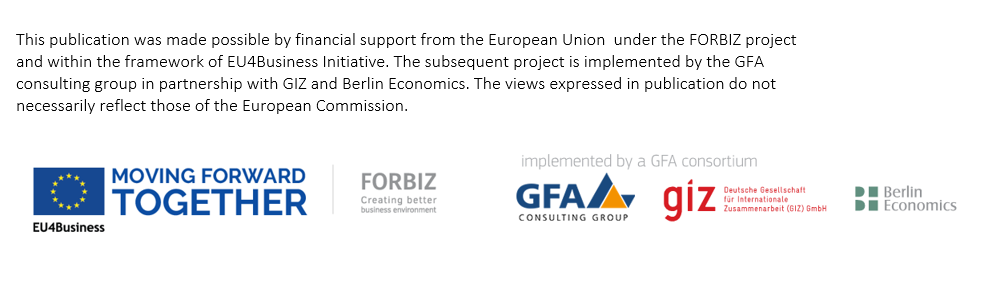 This publication was made possible by financial support from the European Union under the FORBIZ project
and within the framework of EU4Business Initiative. The subsequent project is implemented by the GFA
consulting group in partnership with GIZ and Berlin Economics. The views expressed in publication do not
necessarily reflect those of the European Commission.
implemented by a GFA consortium
MOVING FORWARD
TOGETHER
EU4Business
FORBIZ
Creating better
business environment
GFA
CONSULTING GROUP
giz
Deutsche Gesellschaft
für Internationale
Zusammenarbeit (GIZ) GmbH
Berlin
Economics